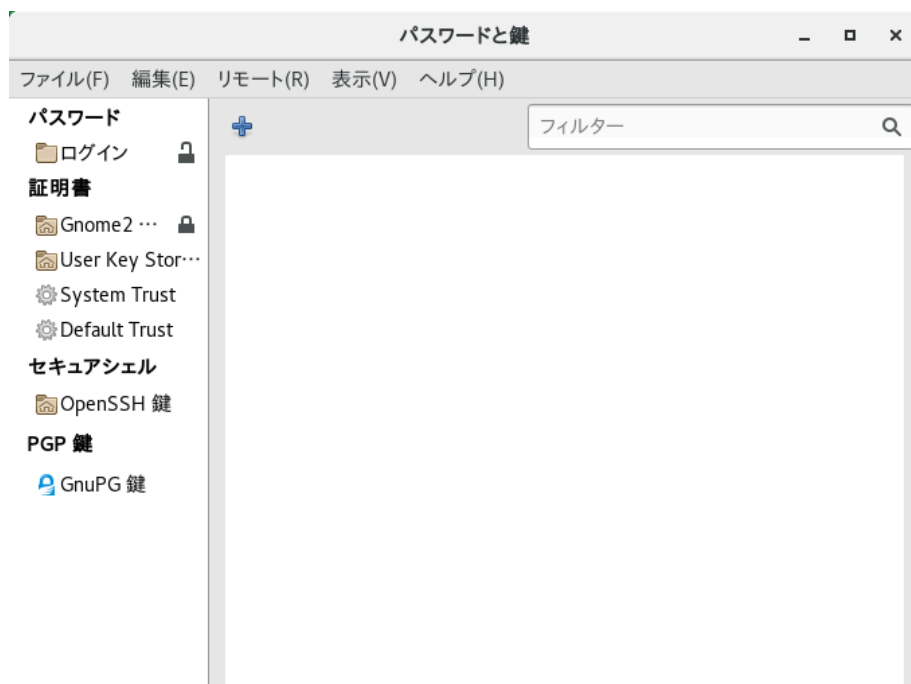 パスワードと鍵
ファイル(F) 編集(E) リモート(R) 表示(V) ヘルプ(H)
パスワード
ログイン
証明書
Gnome2 ⋯
User Key Stor⋯
System Trust
Default Trust
セキュアシェル
OpenSSH 鍵
PGP 鍵
GnuPG 鍵
フィルター